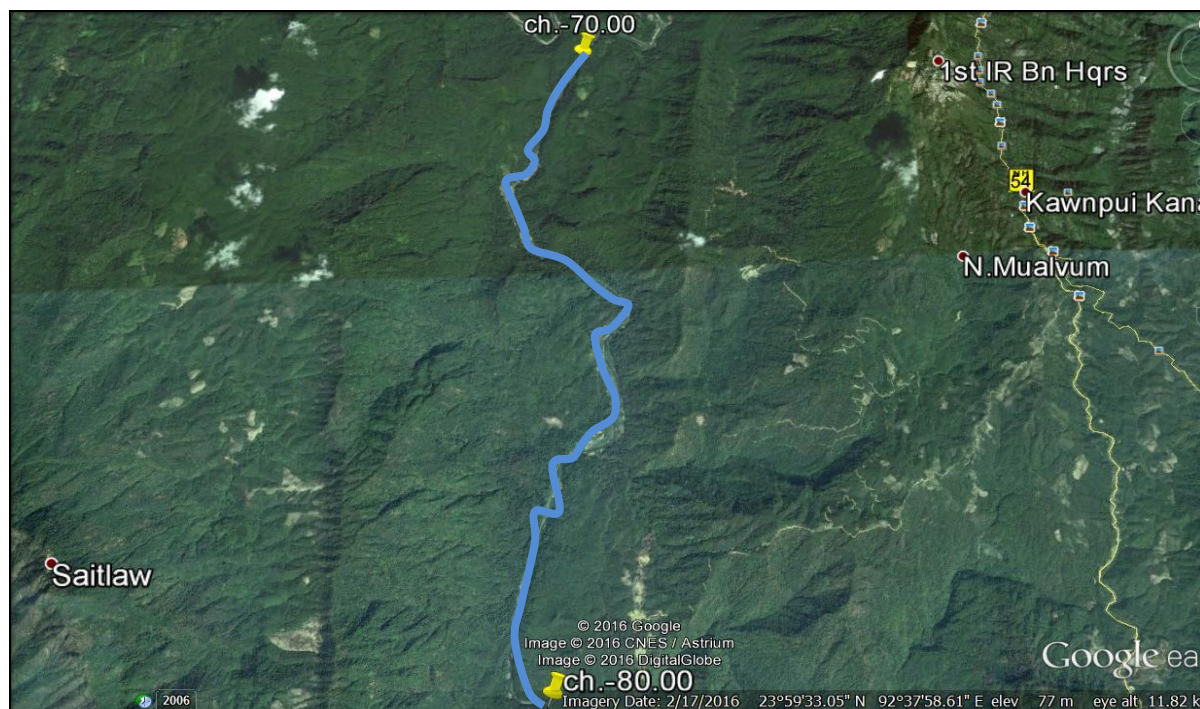 ch.-70.00
1st IR Bn Hqrs
54
Kawnpui Kana
N.Mualvum
Saitlaw
© 2016 Google
Image © 2016 CNES / Astrium
Image © 2016 DigitalGlobe
Google ea
ch.-80.00
2006
Imagery Date: 2/17/2016 23°59'33.05" N 92°37'58.61" E elev 77 m eye alt 11.82 k